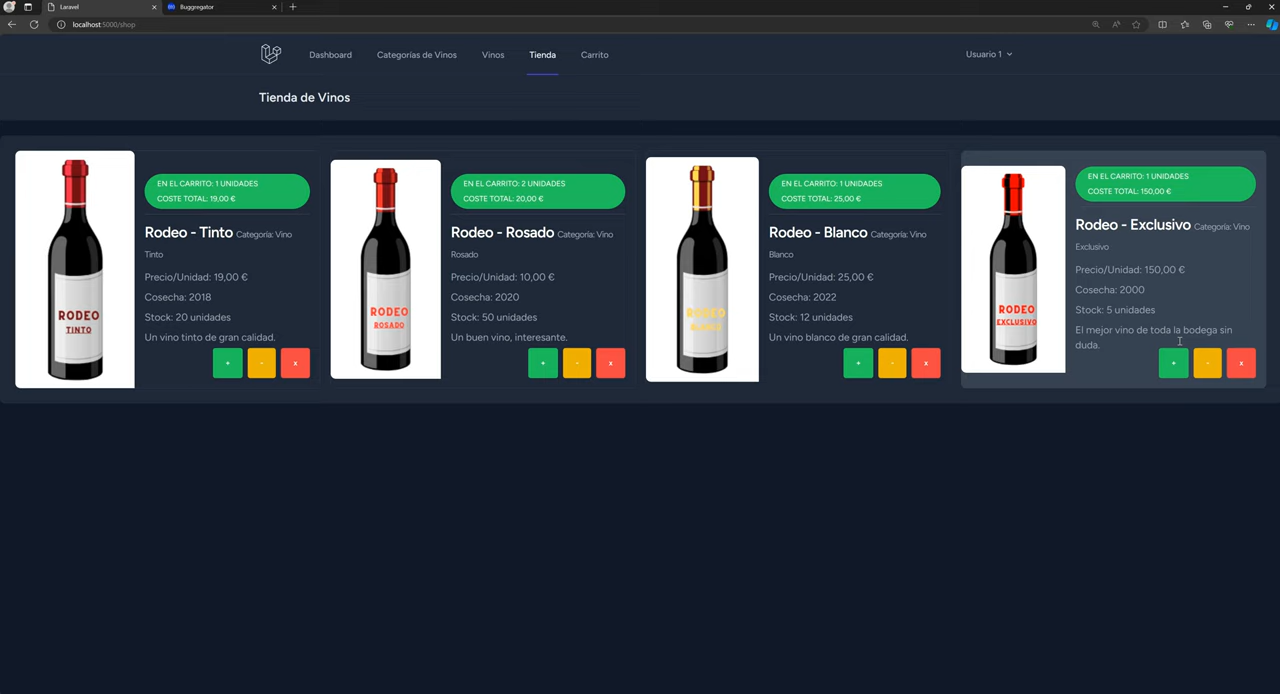 Laravel
Buggregator
localhost:5000/shop
Dashboard
Categorías de Vinos
Vinos
Tienda
Carrito
Usuario 1
Tienda de Vinos
RODEO
TINTO
EN EL CARRITO: 1 UNIDADES
COSTE TOTAL: 19,00 €
Rodeo - Tinto Categoría: Vino
Tinto
Precio/Unidad: 19,00 €
Cosecha: 2018
Stock: 20 unidades
Un vino tinto de gran calidad.
+ - x
RODEO
ROSADO
EN EL CARRITO: 2 UNIDADES
COSTE TOTAL: 20,00 €
Rodeo - Rosado Categoría: Vino
Rosado
Precio/Unidad: 10,00 €
Cosecha: 2020
Stock: 50 unidades
Un buen vino, interesante.
+ - x
RODEO
BLANCO
EN EL CARRITO: 1 UNIDADES
COSTE TOTAL: 25,00 €
Rodeo - Blanco Categoría: Vino
Blanco
Precio/Unidad: 25,00 €
Cosecha: 2022
Stock: 12 unidades
Un vino blanco de gran calidad.
+ - x
RODEO
EXCLUSIVO
EN EL CARRITO: 1 UNIDADES
COSTE TOTAL: 150,00 €
Rodeo - Exclusivo Categoría: Vino
Exclusivo
Precio/Unidad: 150,00 €
Cosecha: 2000
Stock: 5 unidades
El mejor vino de toda la bodega sin
duda.
+ - x